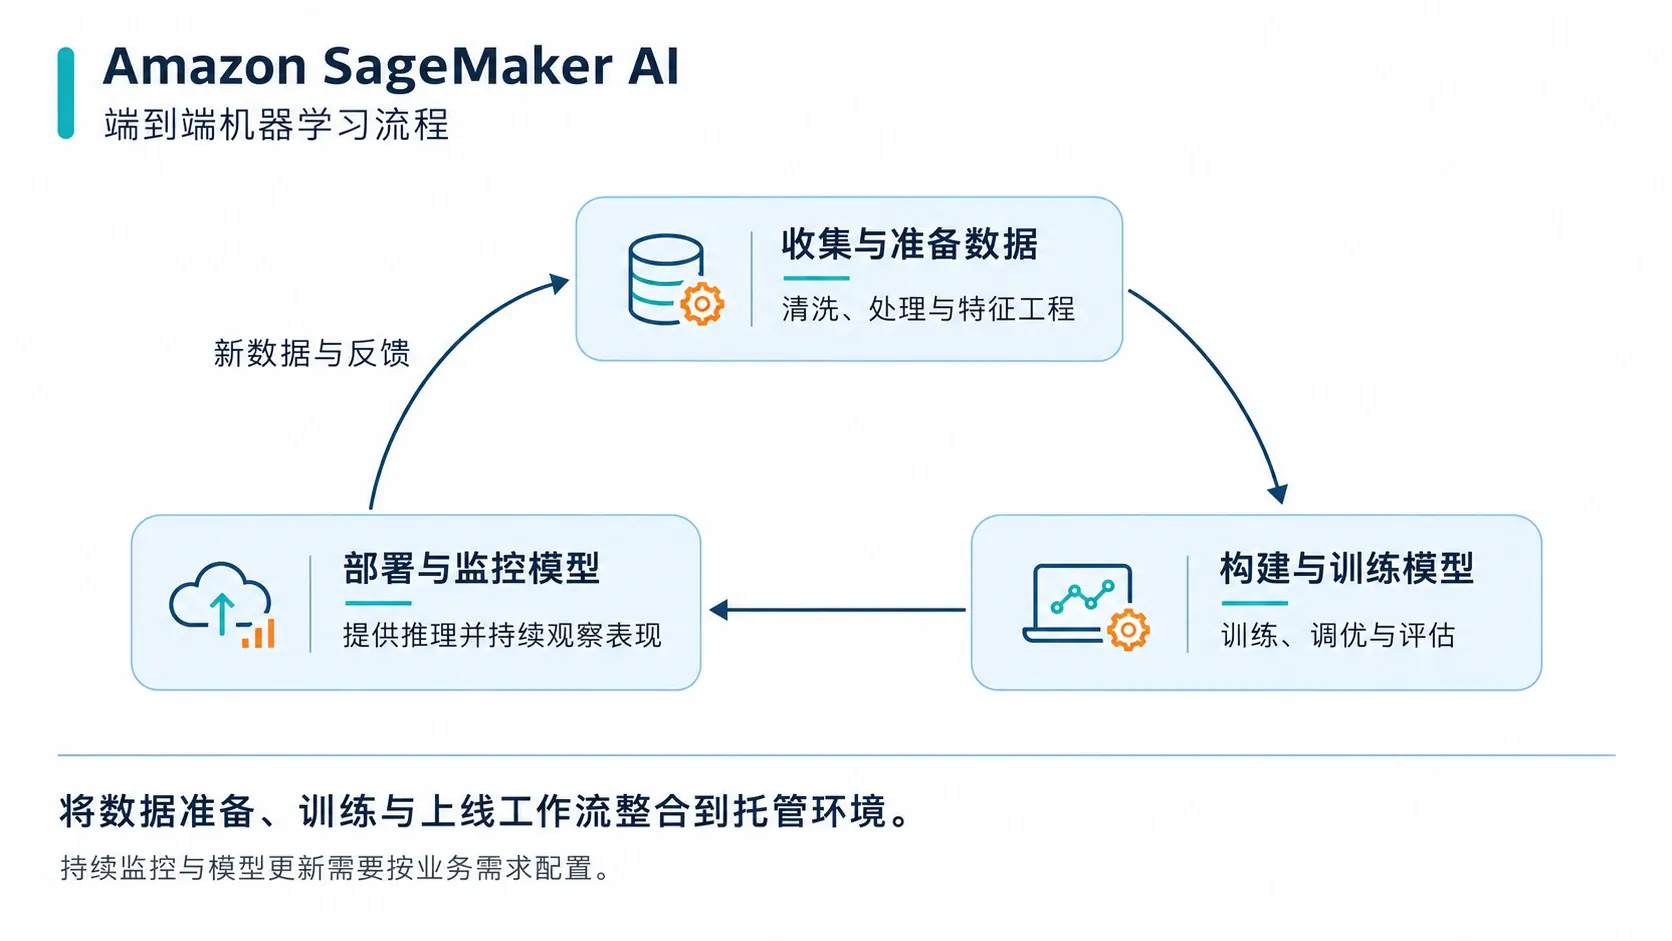 Amazon SageMaker AI
端到端机器学习流程
收集与准备数据
清洗、处理与特征工程
新数据与反馈
部署与监控模型
提供推理并持续观察表现
构建与训练模型
训练、调优与评估
将数据准备、训练与上线工作流整合到托管环境。
持续监控与模型更新需要按业务需求配置。